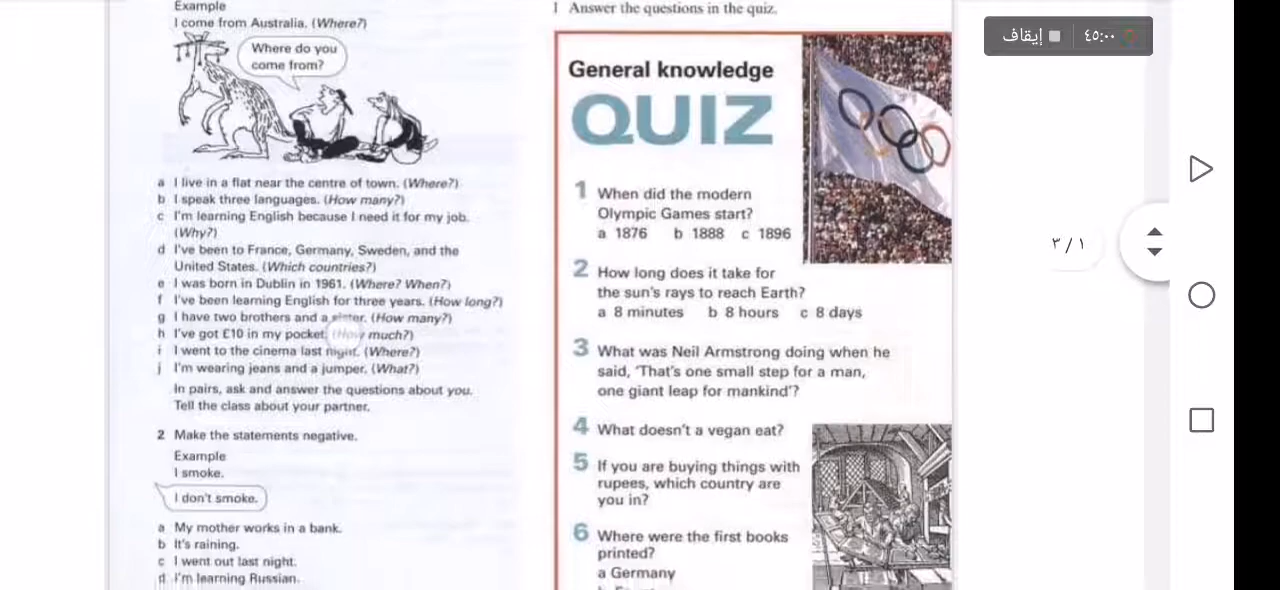 Example
I come from Australia. (Where?)
Where do you
come from?
a I live in a flat near the centre of town. (Where?)
b I speak three languages. (How many?)
c I'm learning English because I need it for my job.
(Why?)
d I've been to France, Germany, Sweden, and the
United States. (Which countries?)
e I was born in Dublin in 1961. (Where? When?)
f I've been learning English for three years. (How long?)
g I have two brothers and a sister. (How many?)
h I've got £10 in my pocket. (How much?)
i I went to the cinema last night. (Where?)
j I'm wearing jeans and a jumper. (What?)
In pairs, ask and answer the questions about you.
Tell the class about your partner.
2 Make the statements negative.
Example
I smoke.
I don't smoke.
a My mother works in a bank.
b It's raining.
c I went out last night.
d I'm learning Russian.
1 Answer the questions in the quiz.
General knowledge
QUIZ
1 When did the modern
Olympic Games start?
a 1876 b 1888 c 1896
2 How long does it take for
the sun's rays to reach Earth?
a 8 minutes b 8 hours c 8 days
3 What was Neil Armstrong doing when he
said, 'That's one small step for a man,
one giant leap for mankind'?
4 What doesn't a vegan eat?
5 If you are buying things with
rupees, which country are
you in?
6 Where were the first books
printed?
a Germany
إيقاف ٤٥:٠٠
٣ / ١